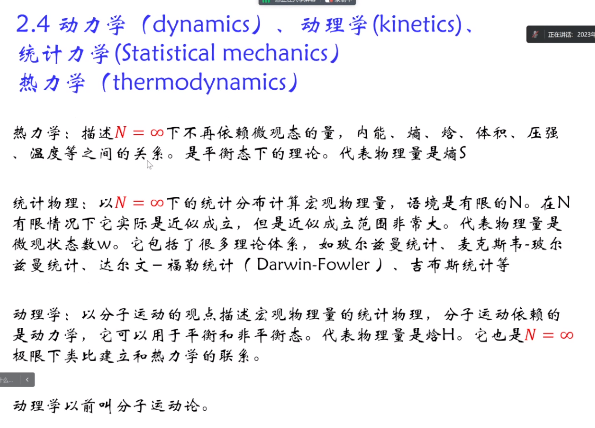 2.4 动力学（dynamics）、动理学(kinetics)、
统计力学(Statistical mechanics）
热力学（thermodynamics）
正在讲话: 2023年
热力学；描述N = ∞下不再依赖微观态的量，内能、熵、焓、体积、压强
、温度等之间的关系。是平衡态下的理论。代表物理量是熵S
统计物理；以N = ∞下的统计分布计算宏观物理量，语境是有限的N。在N
有限情况下它实际是近似成立，但是近似成立范围非常大。代表物理量是
微观状态数w。它包括了很多理论体系，如玻尔兹曼统计、麦克斯韦-玻尔
兹曼统计、达尔文－福勒统计（ Darwin-Fowler ）、吉布斯统计等
动理学；以分子运动的观点描述宏观物理量的统计物理，分子运动依赖的
是动力学，它可以用于平衡和非平衡态。代表物理量是焓H。它也是N = ∞
极限下类比建立和热力学的联系。
什么...
动理学以前叫分子运动论。